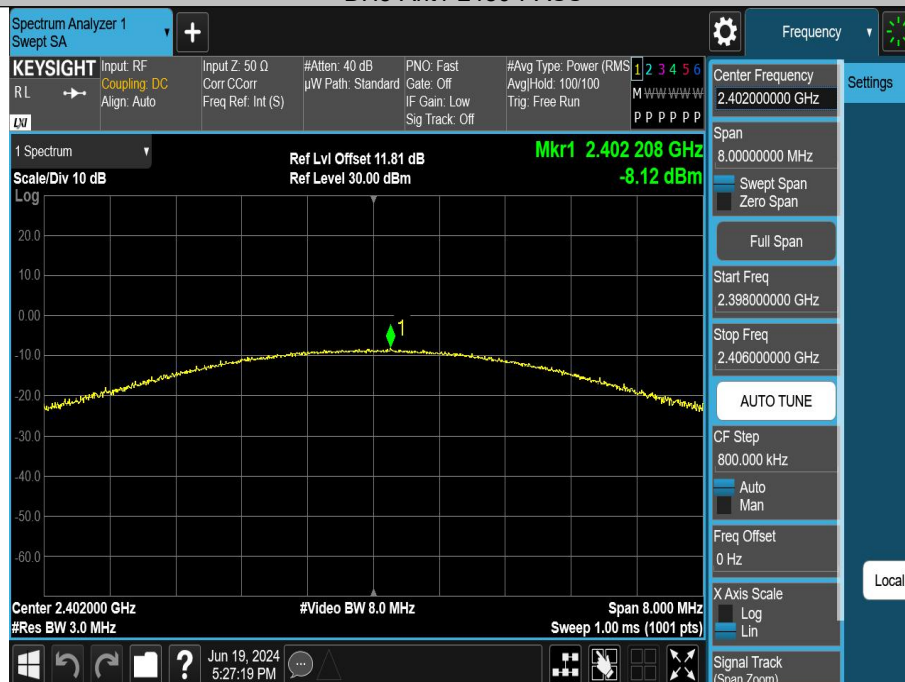 Spectrum Analyzer 1
Swept SA
+
Frequency
KEYSIGHT
RL
LXI
Input: RF
Coupling: DC
Align: Auto
Input Z: 50 Ω
Corr CCorr
Freq Ref: Int (S)
#Atten: 40 dB
µW Path: Standard
PNO: Fast
Gate: Off
IF Gain: Low
Sig Track: Off
#Avg Type: Power (RMS
Avg|Hold: 100/100
Trig: Free Run
1 2 3 4 5 6
M W W W W W
P P P P P P
1 Spectrum
Scale/Div 10 dB
Log
Ref Lvl Offset 11.81 dB
Ref Level 30.00 dBm
Mkr1 2.402 208 GHz
-8.12 dBm
20.0
10.0
0.00
1
-10.0
-20.0
-30.0
-40.0
-50.0
-60.0
Center 2.402000 GHz
#Res BW 3.0 MHz
#Video BW 8.0 MHz
Span 8.000 MHz
Sweep 1.00 ms (1001 pts)
?
Jun 19, 2024
5:27:19 PM
Center Frequency
2.402000000 GHz
Settings
Span
8.00000000 MHz
Swept Span
Zero Span
Full Span
Start Freq
2.398000000 GHz
Stop Freq
2.406000000 GHz
AUTO TUNE
CF Step
800.000 kHz
Auto
Man
Freq Offset
0 Hz
Local
X Axis Scale
Log
Lin
Signal Track
(Span Zoom)